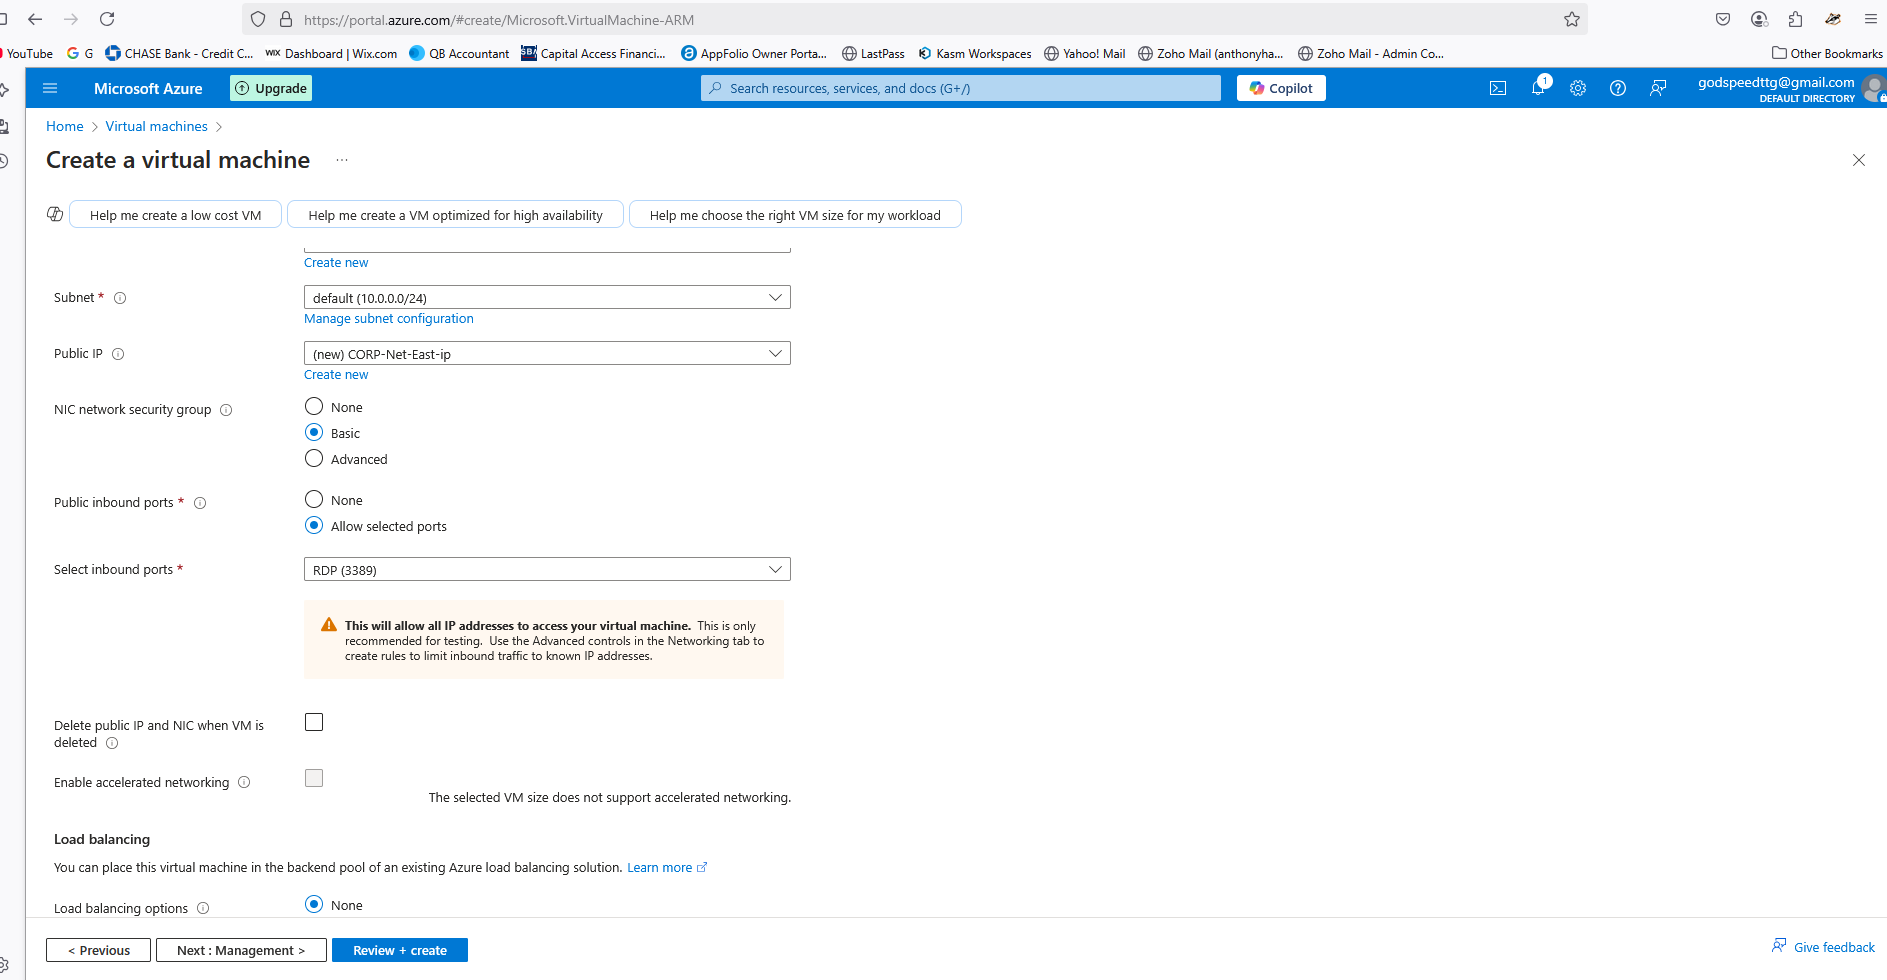 https://portal.azure.com/#create/Microsoft.VirtualMachine-ARM
YouTube G G CHASE Bank - Credit C... WIX Dashboard | Wix.com QB Accountant SBA Capital Access Financi... AppFolio Owner Porta... LastPass Kasm Workspaces Yahoo! Mail Zoho Mail (anthonyha... Zoho Mail - Admin Co... Other Bookmarks
Microsoft Azure Upgrade Search resources, services, and docs (G+/) Copilot 1 godspeedttg@gmail.com
DEFAULT DIRECTORY
Home > Virtual machines >
Create a virtual machine ...
Help me create a low cost VM Help me create a VM optimized for high availability Help me choose the right VM size for my workload
Create new
Subnet * default (10.0.0.0/24)
Manage subnet configuration
Public IP (new) CORP-Net-East-ip
Create new
NIC network security group None
Basic
Advanced
Public inbound ports * None
Allow selected ports
Select inbound ports * RDP (3389)
This will allow all IP addresses to access your virtual machine. This is only
recommended for testing. Use the Advanced controls in the Networking tab to
create rules to limit inbound traffic to known IP addresses.
Delete public IP and NIC when VM is
deleted
Enable accelerated networking
The selected VM size does not support accelerated networking.
Load balancing
You can place this virtual machine in the backend pool of an existing Azure load balancing solution. Learn more
Load balancing options None
< Previous Next : Management > Review + create Give feedback